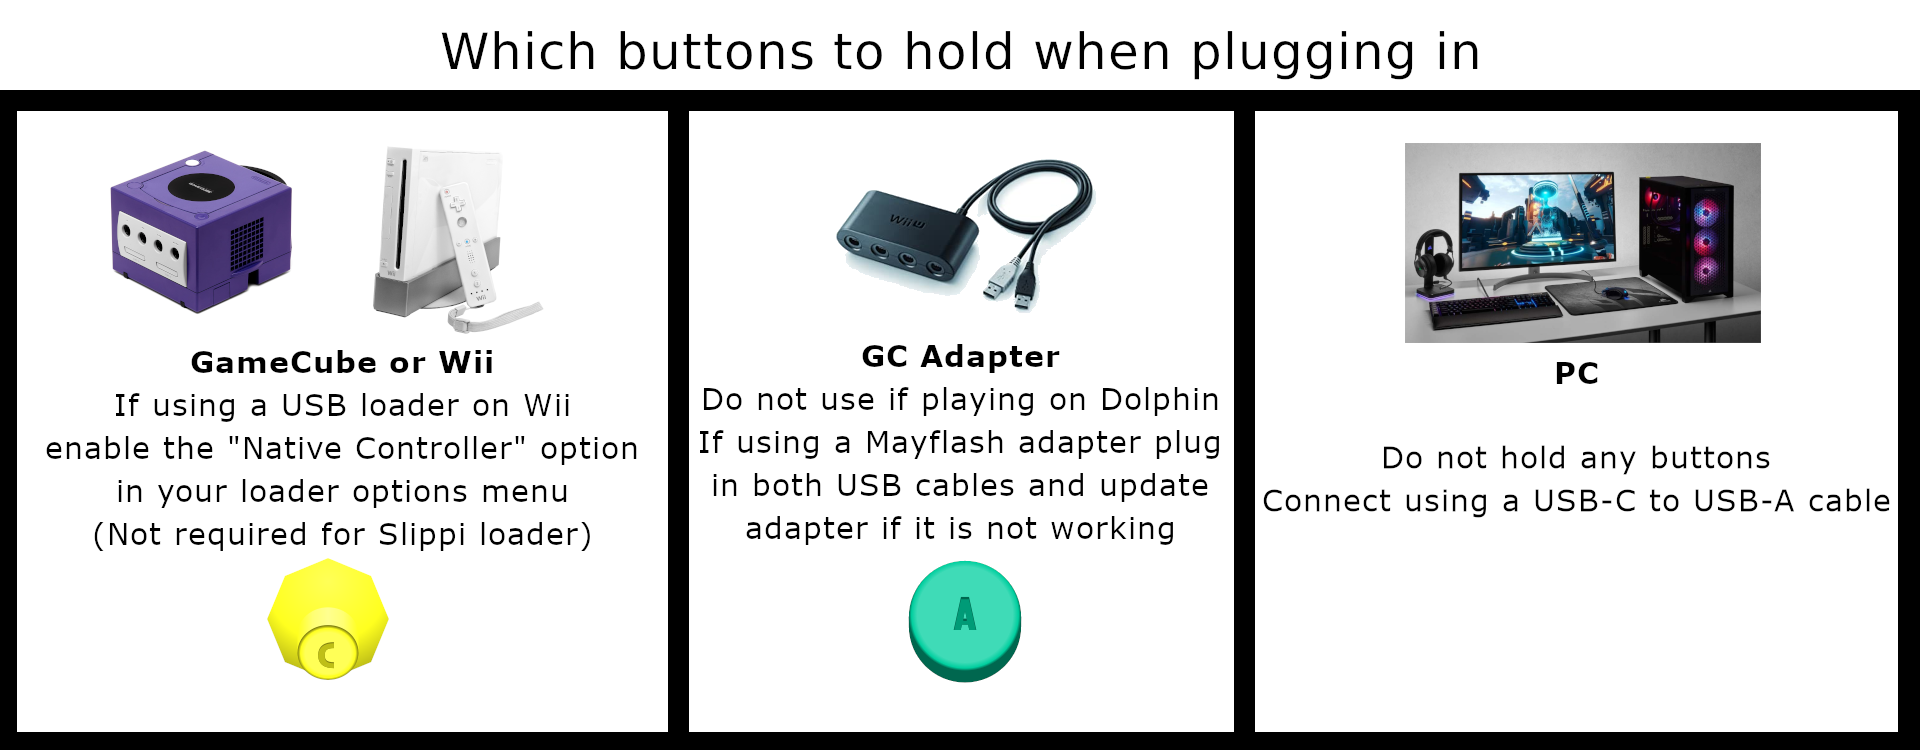 Which buttons to hold when plugging in
GameCube or Wii
If using a USB loader on Wii
enable the "Native Controller" option
in your loader options menu
(Not required for Slippi loader)
C
Wii U
GC Adapter
Do not use if playing on Dolphin
If using a Mayflash adapter plug
in both USB cables and update
adapter if it is not working
A
PC
Do not hold any buttons
Connect using a USB-C to USB-A cable